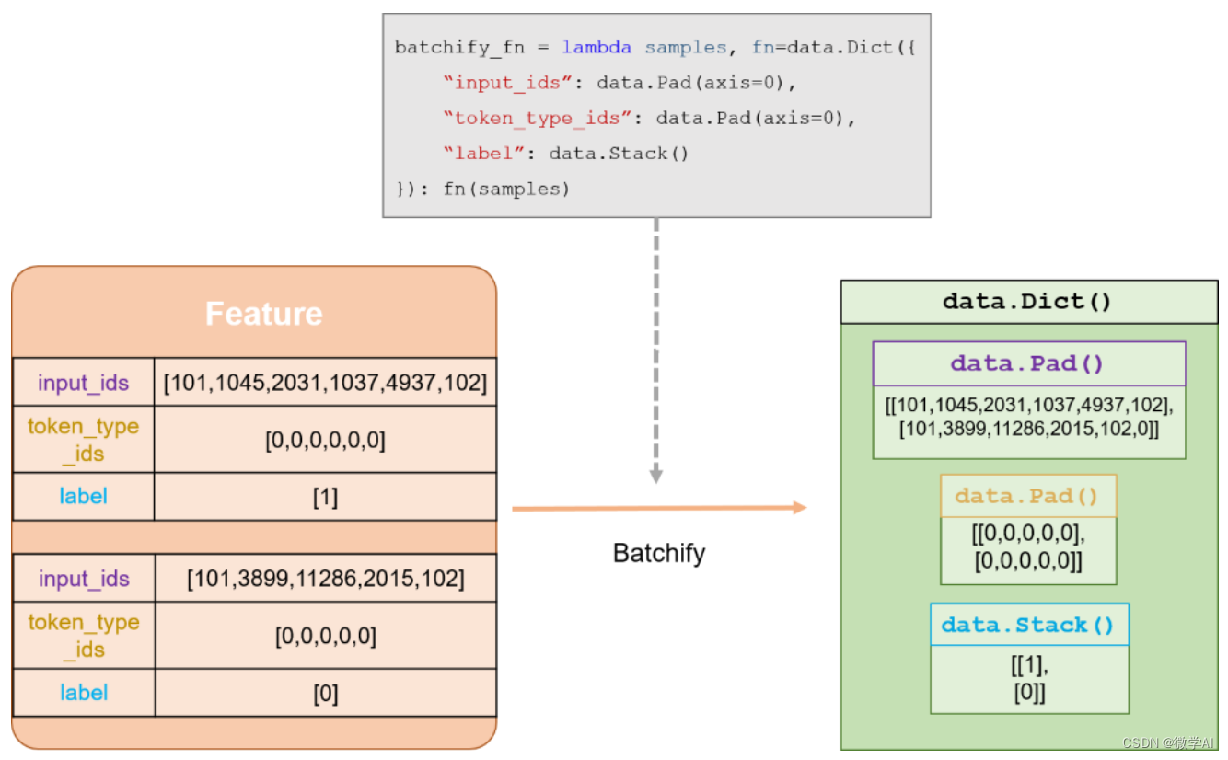 batchify_fn = lambda samples, fn=data.Dict({
“input_ids”: data.Pad(axis=0),
“token_type_ids”: data.Pad(axis=0),
“label”: data.Stack()
}): fn(samples)
Feature
input_ids [101,1045,2031,1037,4937,102]
token_type
_ids
[0,0,0,0,0,0]
label [1]
input_ids [101,3899,11286,2015,102]
token_type
_ids
[0,0,0,0,0]
label [0]
Batchify
data.Dict()
data.Pad()
[[101,1045,2031,1037,4937,102],
[101,3899,11286,2015,102,0]]
data.Pad()
[[0,0,0,0,0],
[0,0,0,0,0]]
data.Stack()
[[1],
[0]]
CSDN @微学AI